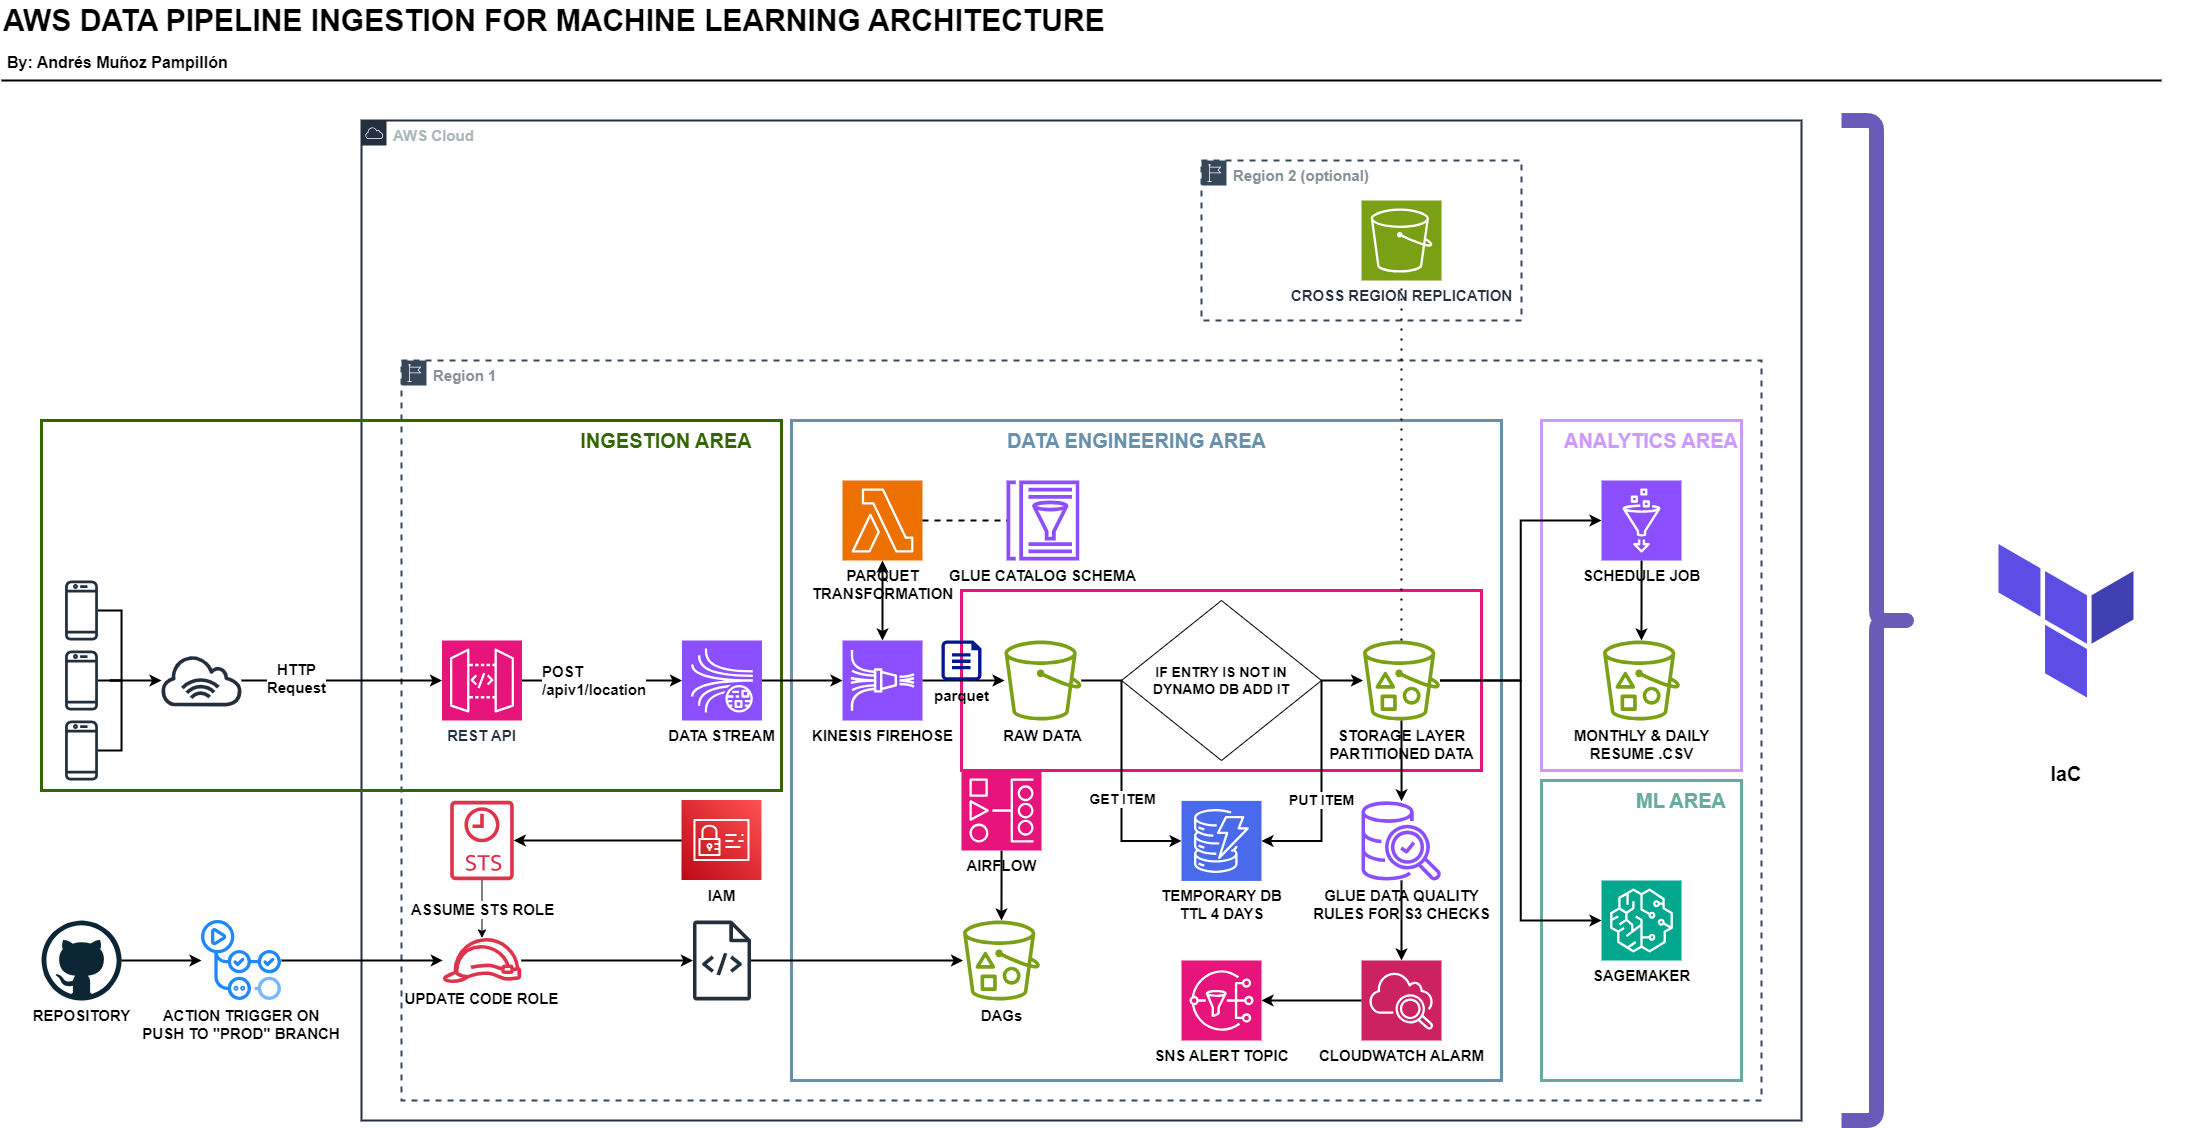 AWS DATA PIPELINE INGESTION FOR MACHINE LEARNING ARCHITECTURE
By: Andrés Muñoz Pampillón
AWS Cloud
Region 2 (optional)
CROSS REGION REPLICATION
Region 1
INGESTION AREA
DATA ENGINEERING AREA
ANALYTICS AREA
PARQUET
TRANSFORMATION
GLUE CATALOG SCHEMA
SCHEDULE JOB
HTTP
Request
REST API
POST
/apiv1/location
DATA STREAM
KINESIS FIREHOSE
parquet
RAW DATA
IF ENTRY IS NOT IN
DYNAMO DB ADD IT
STORAGE LAYER
PARTITIONED DATA
MONTHLY & DAILY
RESUME .CSV
IaC
ML AREA
GET ITEM
PUT ITEM
STS
ASSUME STS ROLE
IAM
AIRFLOW
TEMPORARY DB
TTL 4 DAYS
GLUE DATA QUALITY
RULES FOR S3 CHECKS
SAGEMAKER
REPOSITORY
ACTION TRIGGER ON
PUSH TO "PROD" BRANCH
UPDATE CODE ROLE
DAGs
SNS ALERT TOPIC
CLOUDWATCH ALARM